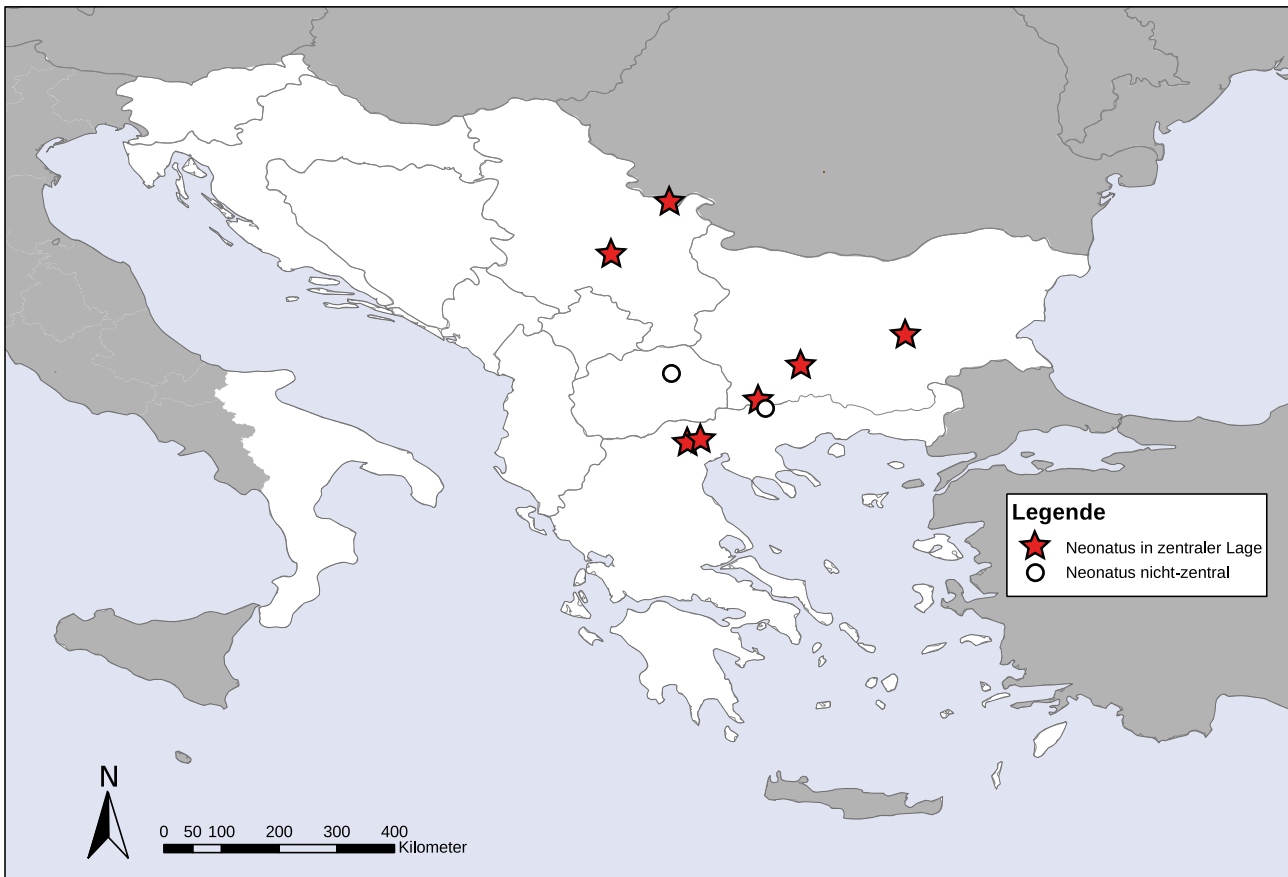 Legende
Neonatus in zentraler Lage
Neonatus nicht-zentral
N
0 50 100 200 300 400
Kilometer